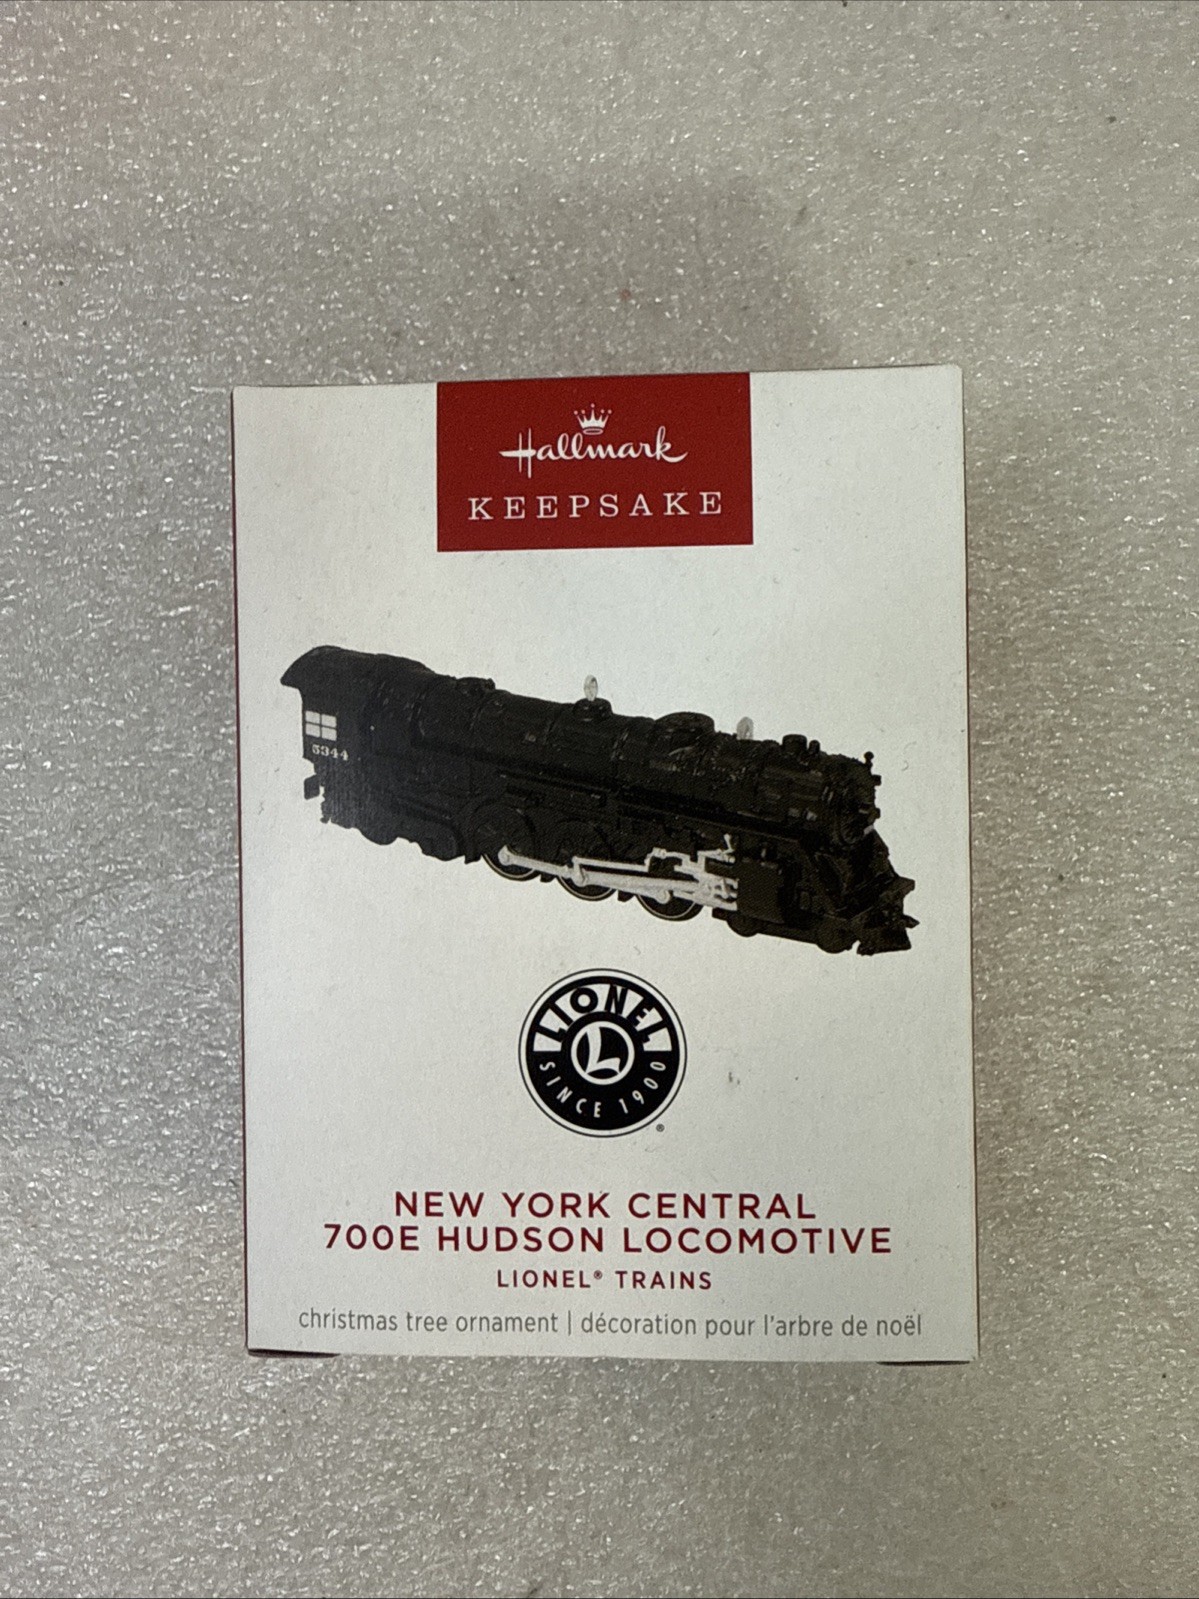 Hallmark
KEEPSAKE
5344
LIONEL
L
SINCE 1900
®
NEW YORK CENTRAL
700E HUDSON LOCOMOTIVE
LIONEL® TRAINS
christmas tree ornament | décoration pour l'arbre de noël